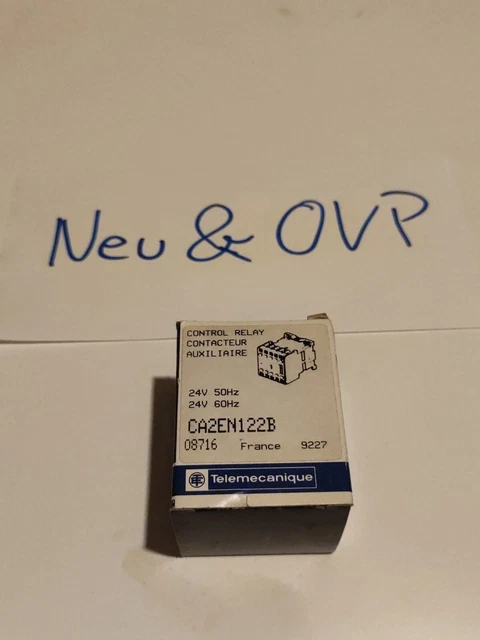 Neu & OVP
CONTROL RELAY
CONTACTEUR
AUXILIAIRE
24V 50Hz
24V 60Hz
CA2EN122B
08716 France 9227
Telemecanique